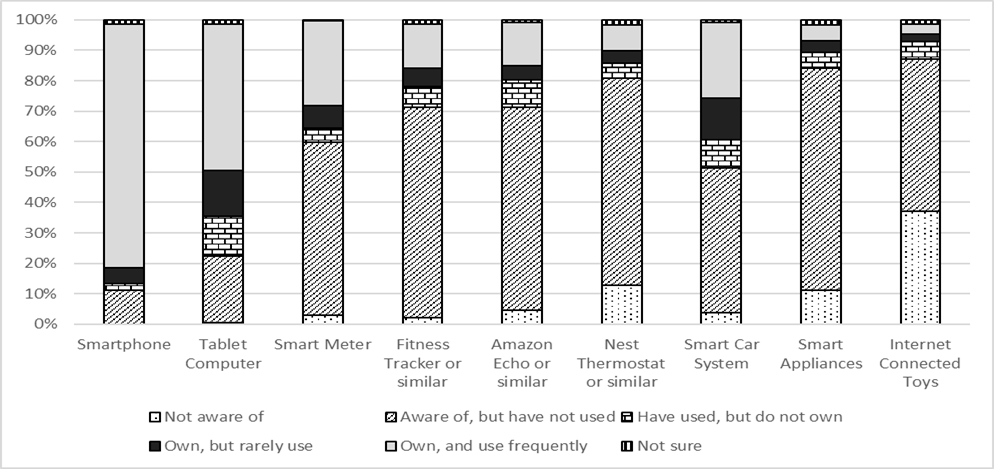 100%
90%
80%
70%
60%
50%
40%
30%
20%
10%
0%
Smartphone
Tablet
Computer
Smart Meter
Fitness
Tracker or
similar
Amazon
Echo or
similar
Nest
Thermostat
or similar
Smart Car
System
Smart
Appliances
Internet
Connected
Toys
Not aware of
Aware of, but have not used
Have used, but do not own
Own, but rarely use
Own, and use frequently
Not sure